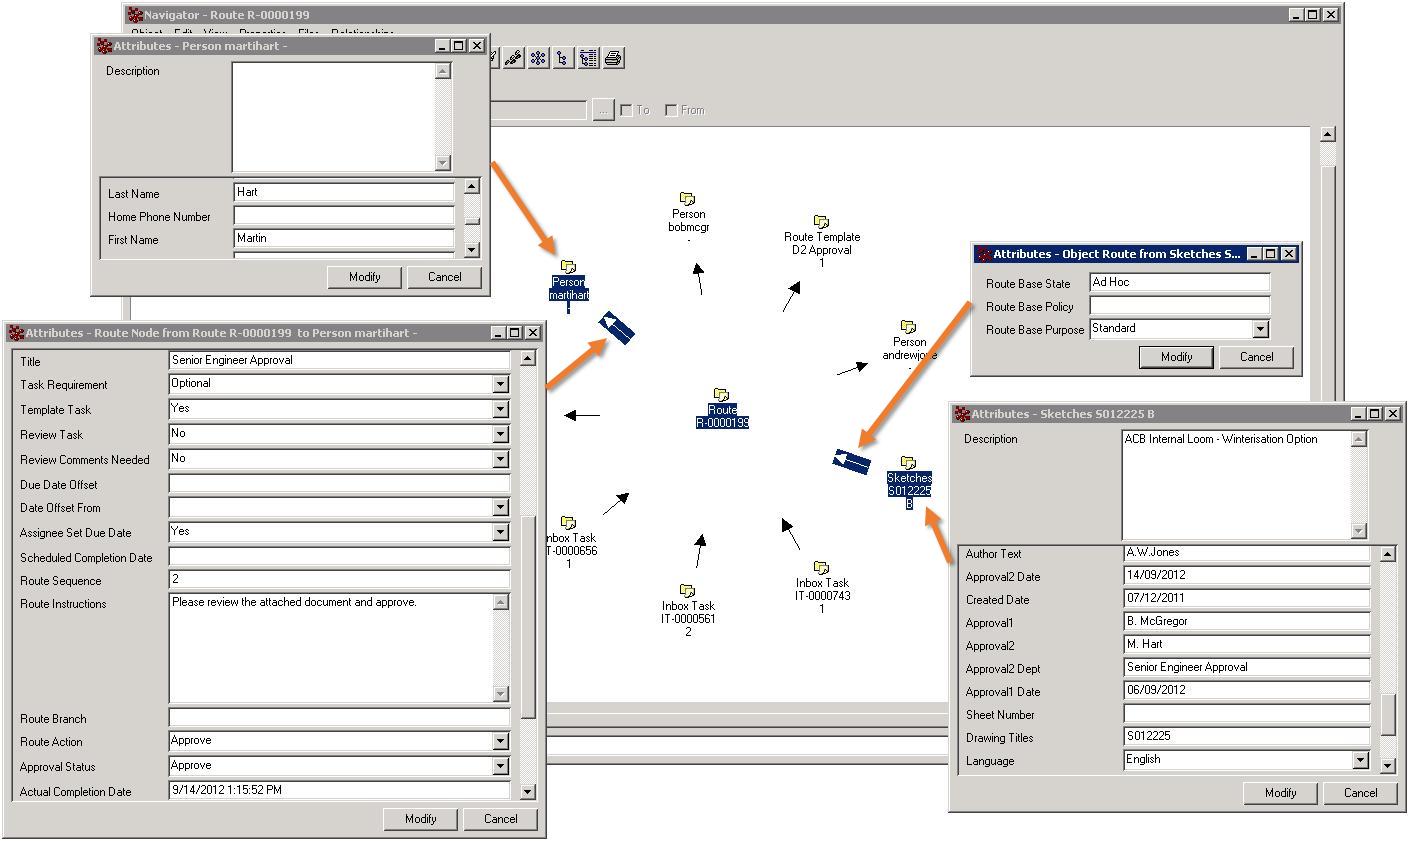 Navigator - Route R-0000199
Attributes - Person martihart -
Description
Last Name
Hart
Home Phone Number
First Name
Martin
Modify
Cancel
...
To
From
Person
bobmcgr
-
Route Template
D2 Approval
1
Person
martihart
-
Person
andrewjone
Route
R-0000199
Sketches
S012225
B
Inbox Task
IT-0000743
1
Inbox Task
IT-0000561
2
nbox Task
T-0000656
1
Attributes - Object Route from Sketches S...
Route Base State
Ad Hoc
Route Base Policy
Route Base Purpose
Standard
Modify
Cancel
Attributes - Route Node from Route R-0000199 to Person martihart -
Title
Senior Engineer Approval
Task Requirement
Optional
Template Task
Yes
Review Task
No
Review Comments Needed
No
Due Date Offset
Date Offset From
Assignee Set Due Date
Yes
Scheduled Completion Date
Route Sequence
2
Route Instructions
Please review the attached document and approve.
Route Branch
Route Action
Approve
Approval Status
Approve
Actual Completion Date
9/14/2012 1:15:52 PM
Modify
Cancel
Attributes - Sketches S012225 B
Description
ACB Internal Loom - Winterisation Option
Author Text
A.W.Jones
Approval2 Date
14/09/2012
Created Date
07/12/2011
Approval1
B. McGregor
Approval2
M. Hart
Approval2 Dept
Senior Engineer Approval
Approval1 Date
06/09/2012
Sheet Number
Drawing Titles
S012225
Language
English
Modify
Cancel